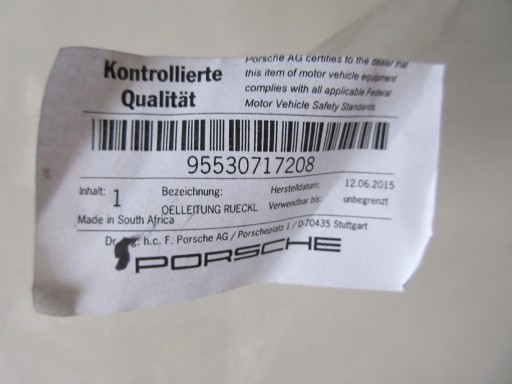 Kontrollierte
Qualität
Porsche AG certifies to the dealer that
this item of motor vehicle equipment
complies with all applicable Federal
Motor Vehicle Safety Standards
95530717208
Inhalt: 1 Bezeichnung: Herstelldatum: 12.06.2015
OELLEITUNG RUECKL Verwendbar bis: unbegrenzt
Made in South Africa
Dr. Ing. h.c. F. Porsche AG / Porscheplatz 1 / D-70435 Stuttgart
PORSCHE